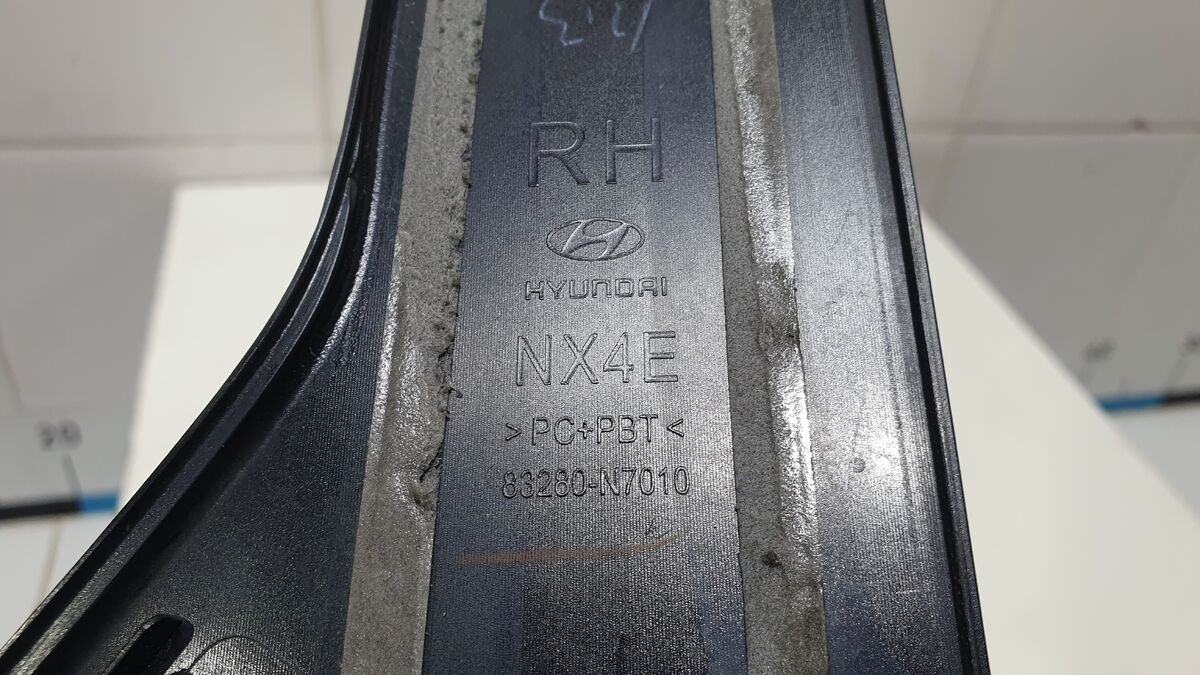 RH
HYUNDAI
NX4E
>PC+PBT<
83280-N7010